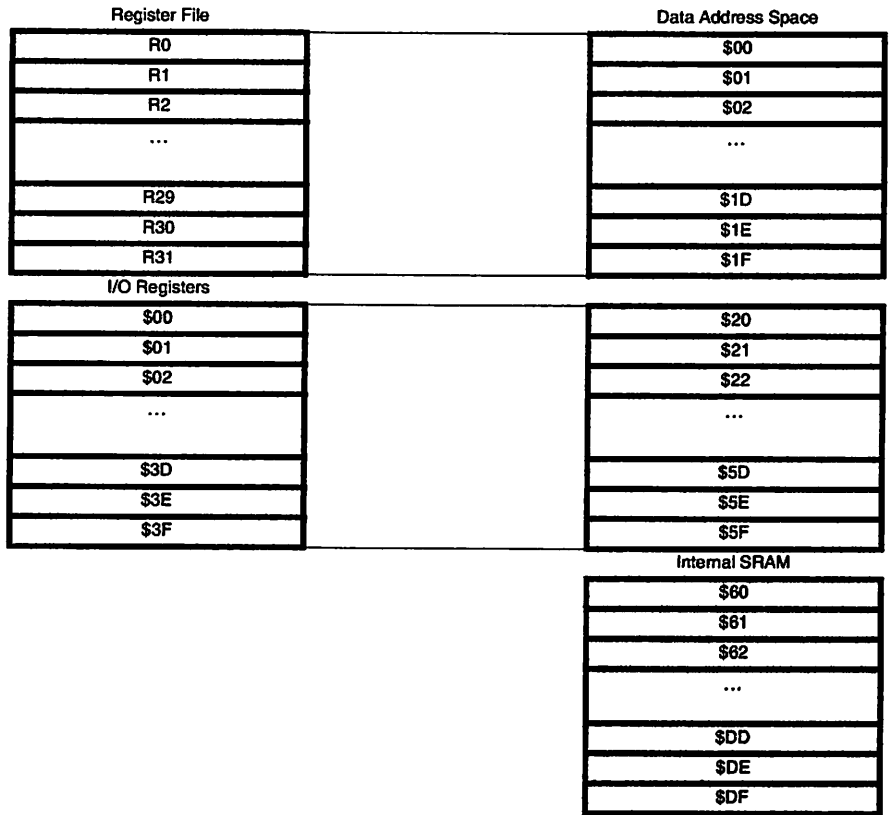 Register File
R0
R1
R2
...
R29
R30
R31
I/O Registers
$00
$01
$02
...
$3D
$3E
$3F
Data Address Space
$00
$01
$02
...
$1D
$1E
$1F
$20
$21
$22
...
$5D
$5E
$5F
Internal SRAM
$60
$61
$62
...
$DD
$DE
$DF